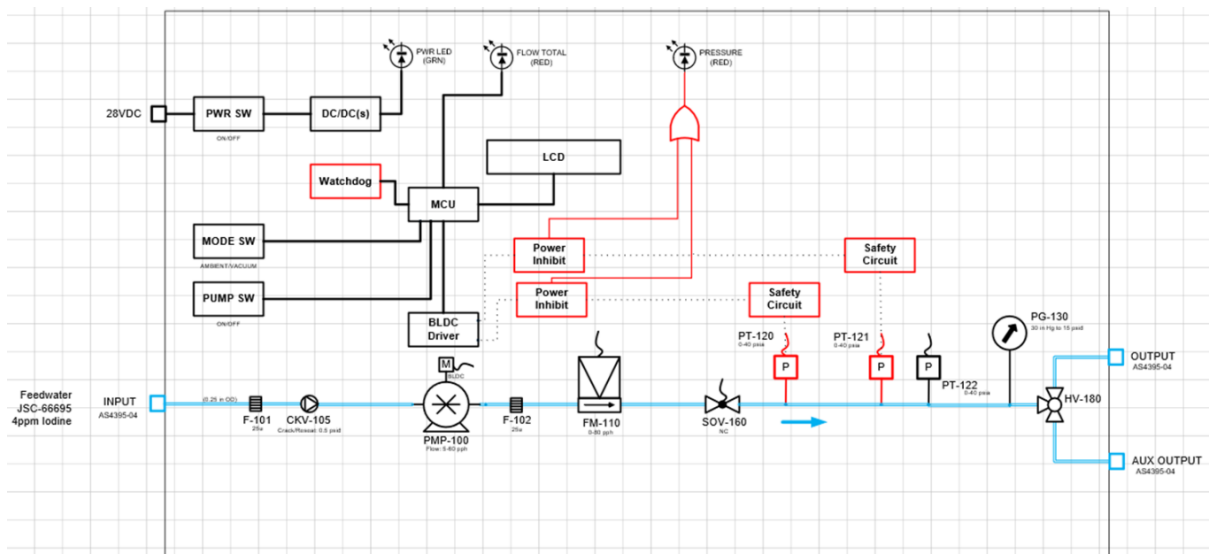 PWR LED
(GRN)
FLOW TOTAL
(RED)
PRESSURE
(RED)
28VDC
PWR SW
ON/OFF
DC/DC(s)
LCD
Watchdog
MCU
MODE SW
AMBIENT/VACUUM
Power
Inhibit
Safety
Circuit
PUMP SW
ON/OFF
Power
Inhibit
Safety
Circuit
BLDC
Driver
PG-130
30 in Hg to 15 psid
PT-120
0-40 psia
PT-121
0-40 psia
P
P
P
PT-122
0-40 psia
M
BLDC
OUTPUT
AS4395-04
Feedwater
JSC-66695
4ppm Iodine
INPUT
AS4395-04
(0.25 in OD)
F-101
25u
CKV-105
Crack/Reseat: 0.5 psid
PMP-100
Flow: 0-60 pph
F-102
25u
FM-110
0-80 pph
SOV-160
NC
HV-180
AUX OUTPUT
AS4395-04